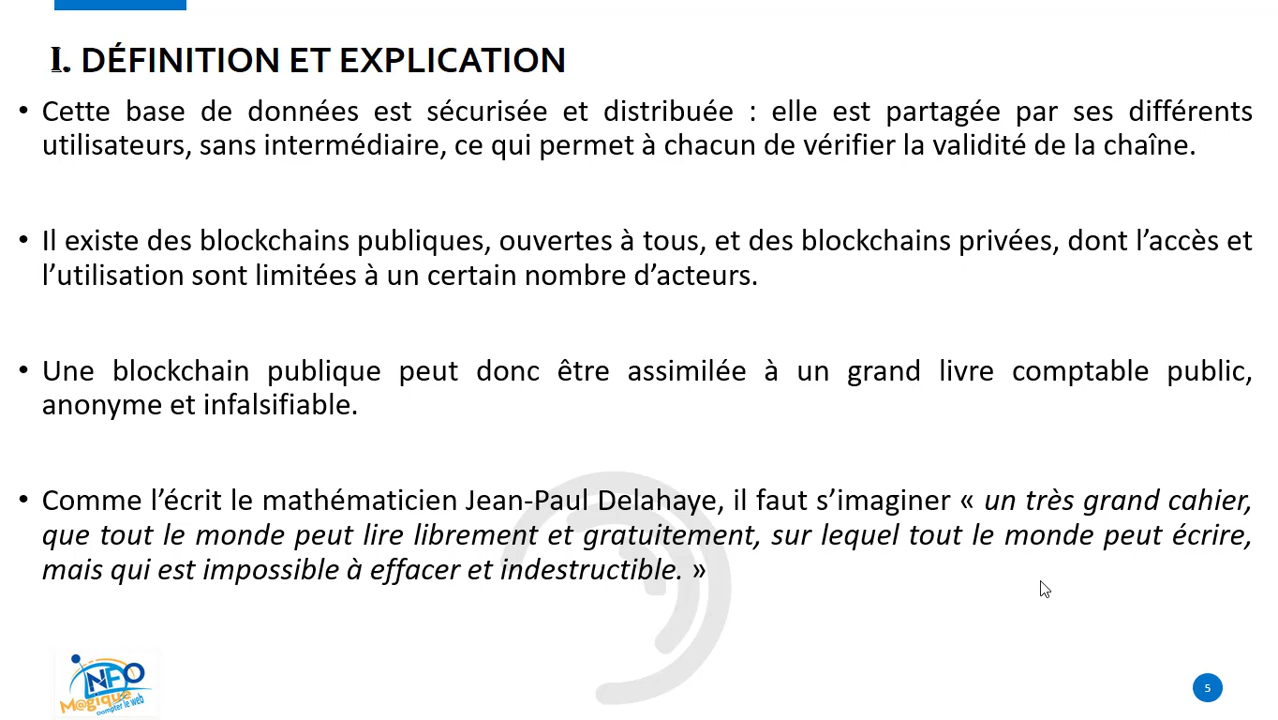 I. DÉFINITION ET EXPLICATION
• Cette base de données est sécurisée et distribuée : elle est partagée par ses différents
utilisateurs, sans intermédiaire, ce qui permet à chacun de vérifier la validité de la chaîne.
• Il existe des blockchains publiques, ouvertes à tous, et des blockchains privées, dont l’accès et
l’utilisation sont limitées à un certain nombre d’acteurs.
• Une blockchain publique peut donc être assimilée à un grand livre comptable public,
anonyme et infalsifiable.
• Comme l’écrit le mathématicien Jean-Paul Delahaye, il faut s’imaginer « un très grand cahier,
que tout le monde peut lire librement et gratuitement, sur lequel tout le monde peut écrire,
mais qui est impossible à effacer et indestructible. »
INFO
M@gique
compter le web
5